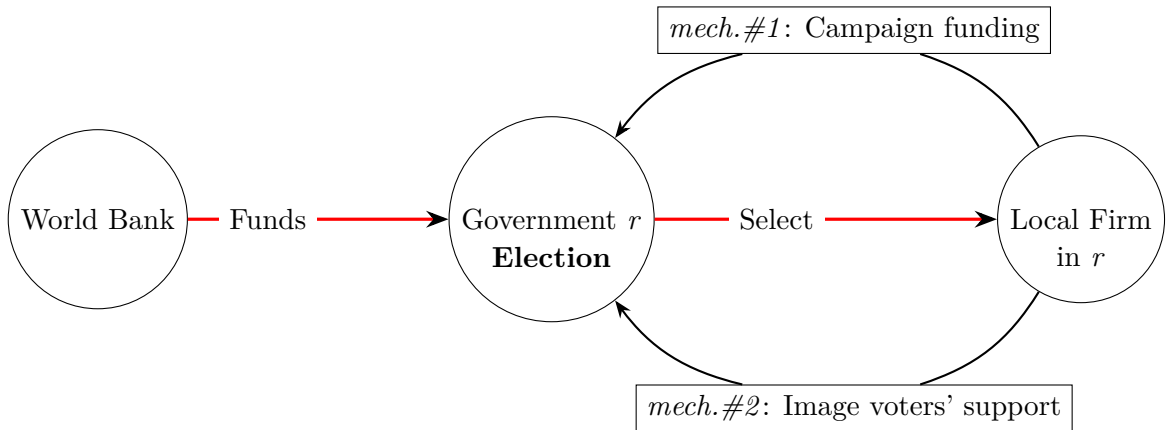 mech.#1: Campaign funding
World Bank
Funds
Government r
Election
Select
Local Firm
in r
mech.#2: Image voters' support